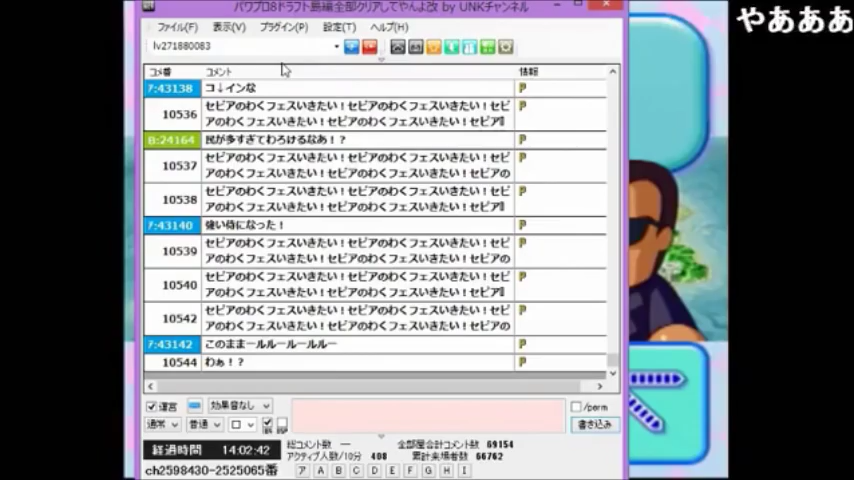 やあああ
パワプロ8ドラフト島編全部クリアしてやんよ改 by UNKチャンネル
ファイル(F) 表示(V) プラグイン(P) 設定(T) ヘルプ(H)
lv271880083
コメ番 コメント 情報
7:43138 コ↓インな
10536 セピアのわくフェスいきたい！セピアのわくフェスいきたい！セピ
アのわくフェスいきたい！セピアのわくフェスいきたい！セピア
8:24164 民が多すぎてわろけるなあ！？
10537 セピアのわくフェスいきたい！セピアのわくフェスいきたい！セピ
アのわくフェスいきたい！セピアのわくフェスいきたい！セピアの
10538 セピアのわくフェスいきたい！セピアのわくフェスいきたい！セピ
アのわくフェスいきたい！セピアのわくフェスいきたい！セピア
7:43140 強い侍になった！
10539 セピアのわくフェスいきたい！セピアのわくフェスいきたい！セピ
アのわくフェスいきたい！セピアのわくフェスいきたい！セピアの
10540 セピアのわくフェスいきたい！セピアのわくフェスいきたい！セピ
アのわくフェスいきたい！セピアのわくフェスいきたい！セピア
10542 セピアのわくフェスいきたい！セピアのわくフェスいきたい！セピ
アのわくフェスいきたい！セピアのわくフェスいきたい！セピアの
7:43142 このままールルールールルー
10544 わぁ！？
運営 効果音なし /perm
通常 普通 書き込み
経過時間 14:02:42 総コメント数 ー 全部屋合計コメント数 69154
アクティブ人数/10分 408 累計来場者数 66762
ch2598430-2525065番 ア A B C D E F G H I